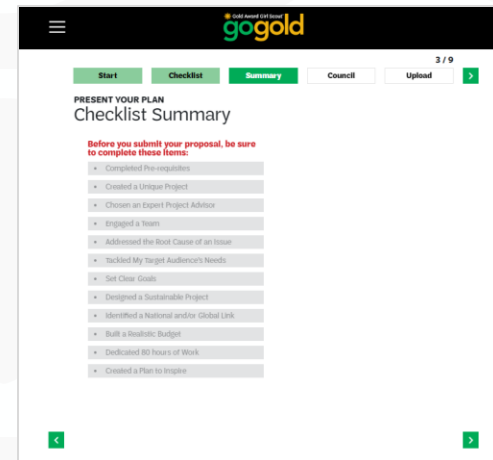 Gold Award Girl Scout
gogold
3 / 9
Start Checklist Summary Council Upload
PRESENT YOUR PLAN
Checklist Summary
Before you submit your proposal, be sure
to complete these items:
• Completed Pre-requisites
• Created a Unique Project
• Chosen an Expert Project Advisor
• Engaged a Team
• Addressed the Root Cause of an Issue
• Tackled My Target Audience's Needs
• Set Clear Goals
• Designed a Sustainable Project
• Identified a National and/or Global Link
• Built a Realistic Budget
• Dedicated 80 hours of Work
• Created a Plan to Inspire